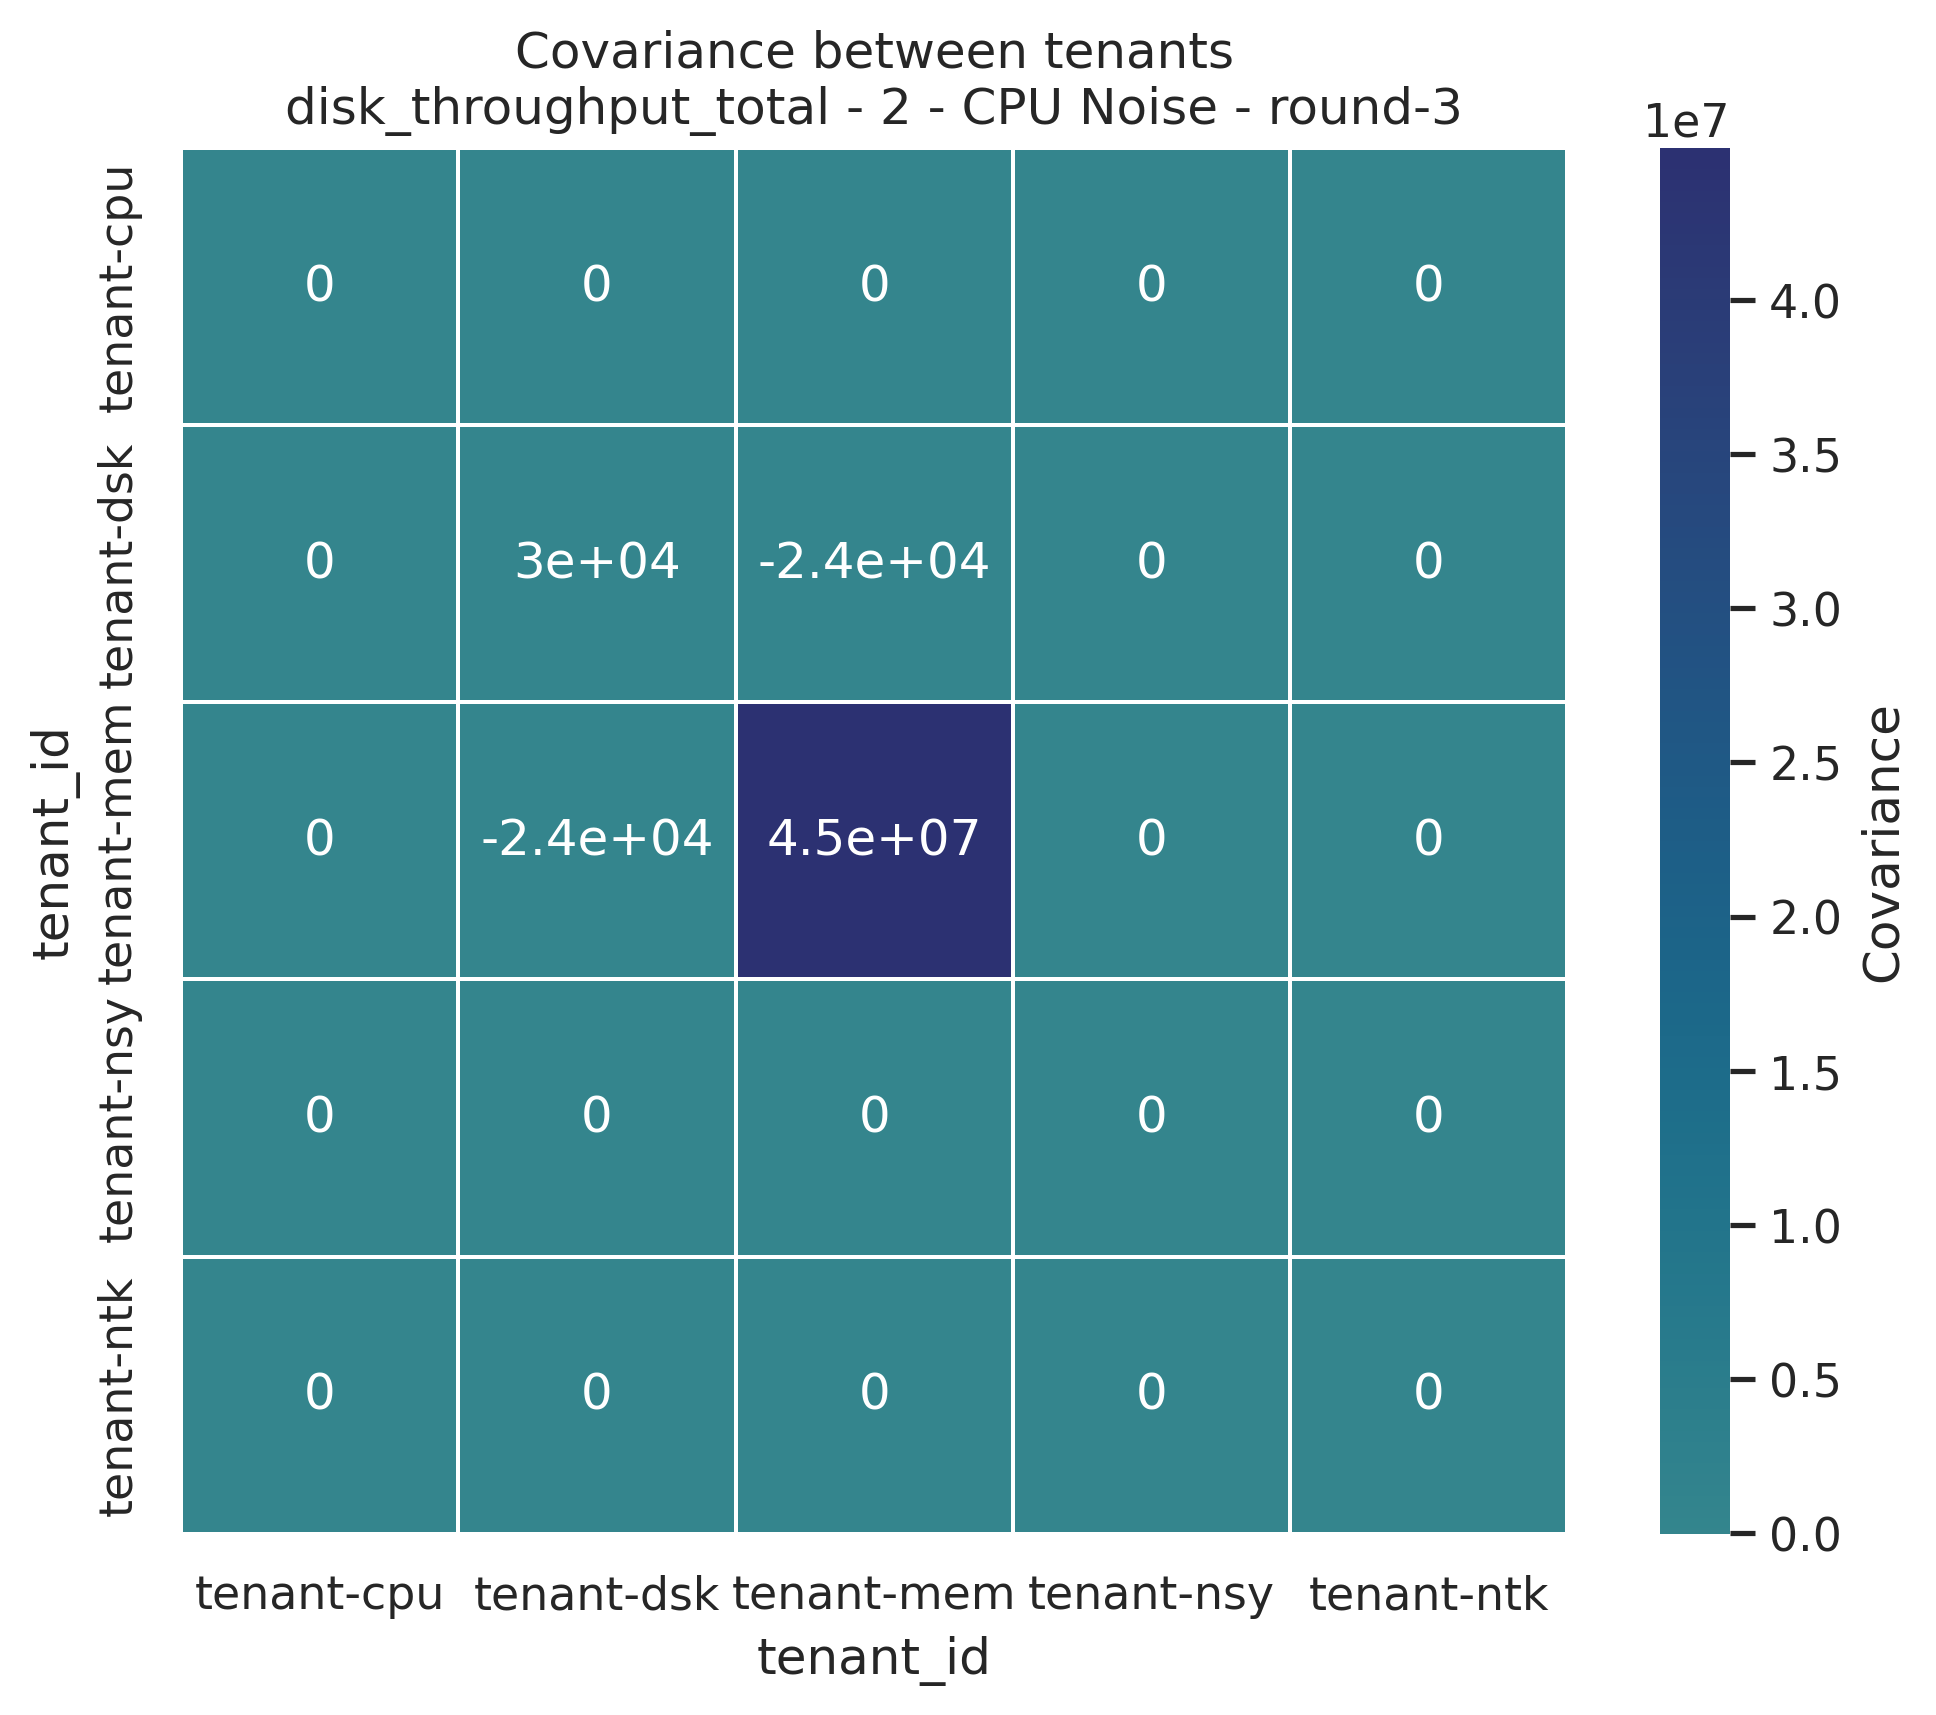 Covariance between tenants
disk_throughput_total - 2 - CPU Noise - round-3
1e7
tenant_id
tenant-cpu
0 0 0 0 0
tenant-dsk
0 3e+04 -2.4e+04 0 0
tenant-mem
0 -2.4e+04 4.5e+07 0 0
tenant-nsy
0 0 0 0 0
tenant-ntk
0 0 0 0 0
tenant-cpu tenant-dsk tenant-mem tenant-nsy tenant-ntk
tenant_id
4.0
3.5
3.0
2.5
2.0
1.5
1.0
0.5
0.0
Covariance